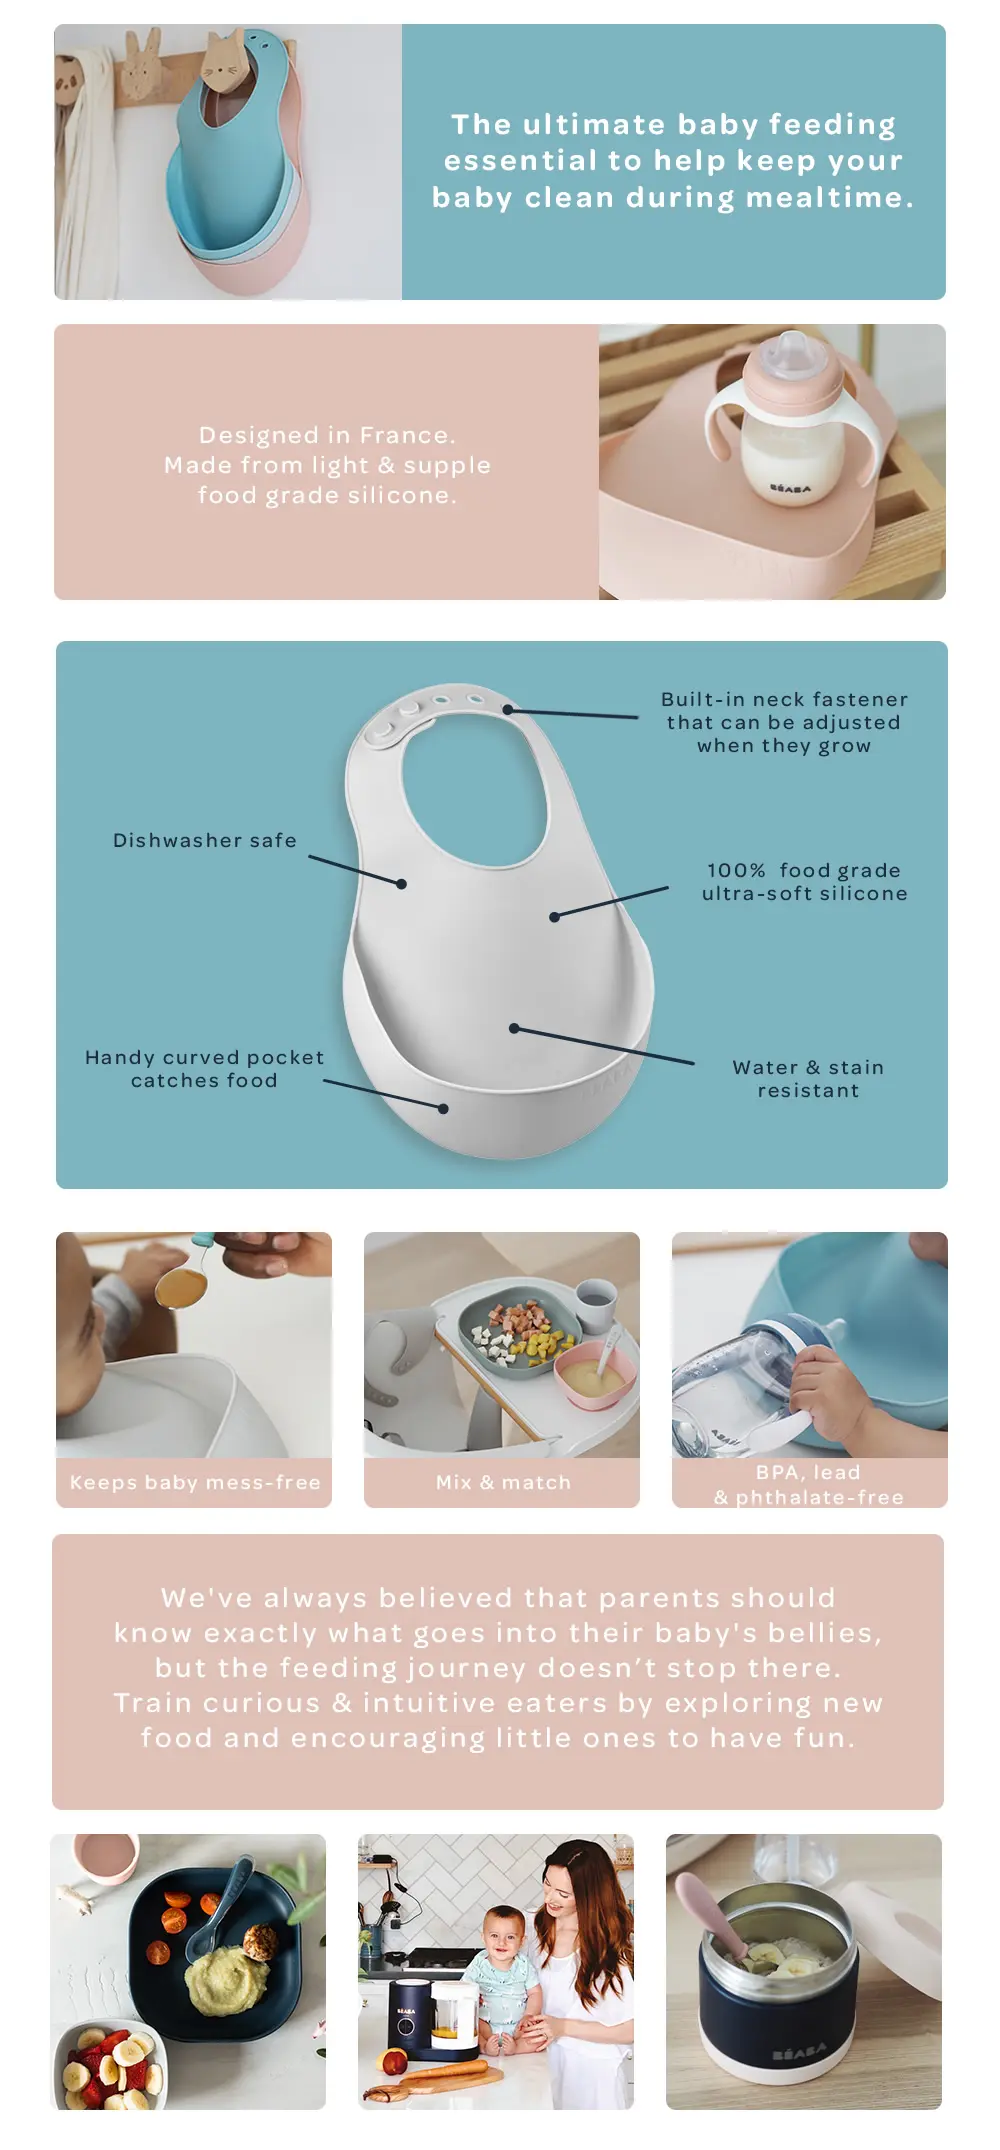 The ultimate baby feeding
essential to help keep your
baby clean during mealtime.
Designed in France.
Made from light & supple
food grade silicone.
BÉABA
Built-in neck fastener
that can be adjusted
when they grow
Dishwasher safe
100% food grade
ultra-soft silicone
Handy curved pocket
catches food
Water & stain
resistant
BÉABA
Keeps baby mess-free
Mix & match
BÉABA
BPA, lead
& phthalate-free
We've always believed that parents should
know exactly what goes into their baby's bellies,
but the feeding journey doesn’t stop there.
Train curious & intuitive eaters by exploring new
food and encouraging little ones to have fun.
BÉABA
BÉABA